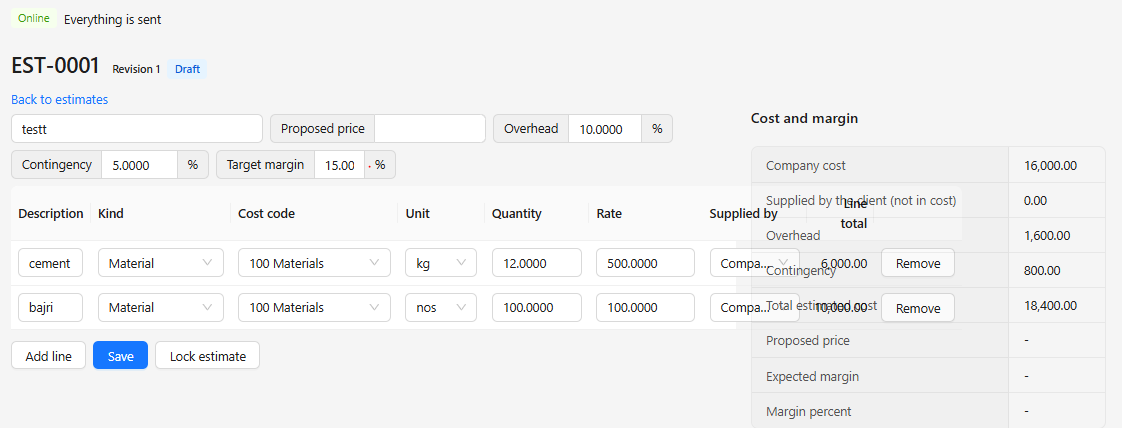 Online Everything is sent
EST-0001 Revision 1 Draft
Back to estimates
testt Proposed price Overhead 10.0000 %
Contingency 5.0000 % Target margin 15.00 %
Description Kind Cost code Unit Quantity Rate Supplied by Line total
cement Material 100 Materials kg 12.0000 500.0000 Compa... 6,000.00 Remove
bajri Material 100 Materials nos 100.0000 100.0000 Compa... 10,000.00 Remove
Add line Save Lock estimate
Cost and margin
Company cost 16,000.00
Supplied by the client (not in cost) 0.00
Overhead 1,600.00
Contingency 800.00
Total estimated cost 18,400.00
Proposed price -
Expected margin -
Margin percent -